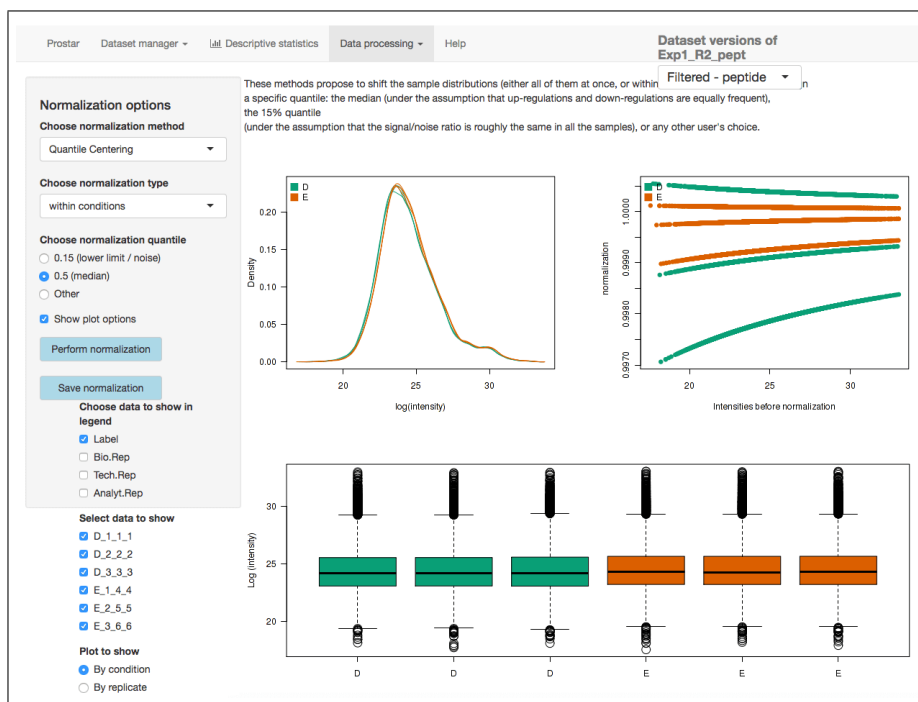 Prostar
Dataset manager
Descriptive statistics
Data processing
Help
Dataset versions of
Exp1_R2_pept
Filtered - peptide
Normalization options
Choose normalization method
Quantile Centering
Choose normalization type
within conditions
Choose normalization quantile
0.15 (lower limit / noise)
0.5 (median)
Other
Show plot options
Perform normalization
Save normalization
Choose data to show in
legend
Label
Bio.Rep
Tech.Rep
Analyt.Rep
Select data to show
D_1_1_1
D_2_2_2
D_3_3_3
E_1_4_4
E_2_5_5
E_3_6_6
Plot to show
By condition
By replicate
These methods propose to shift the sample distributions (either all of them at once, or within
a specific quantile: the median (under the assumption that up-regulations and down-regulations are equally frequent),
the 15% quantile
(under the assumption that the signal/noise ratio is roughly the same in all the samples), or any other user's choice.
D
E
Density
0.20
0.15
0.10
0.05
0.00
20 25 30
log(intensity)
D
E
normalization
1.0000
0.9990
0.9980
0.9970
20 25 30
Intensities before normalization
Log (intensity)
30
25
20
D D D E E E